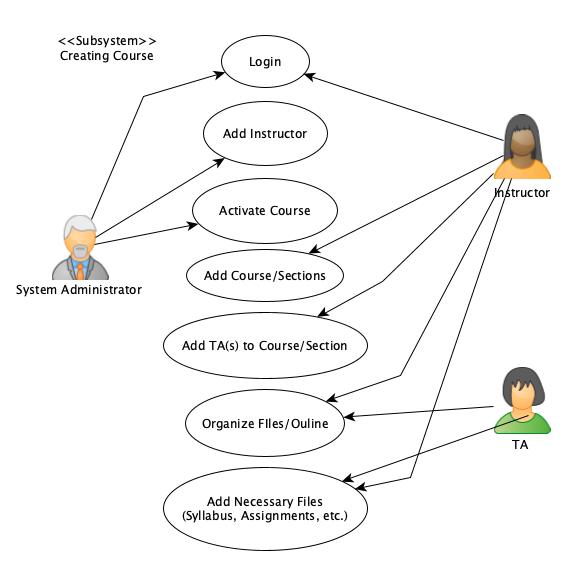 <<Subsystem>>
Creating Course
Login
Add Instructor
Instructor
Activate Course
Add Course/Sections
System Administrator
Add TA(s) to Course/Section
Organize FIles/Ouline
TA
Add Necessary Files
(Syllabus, Assignments, etc.)